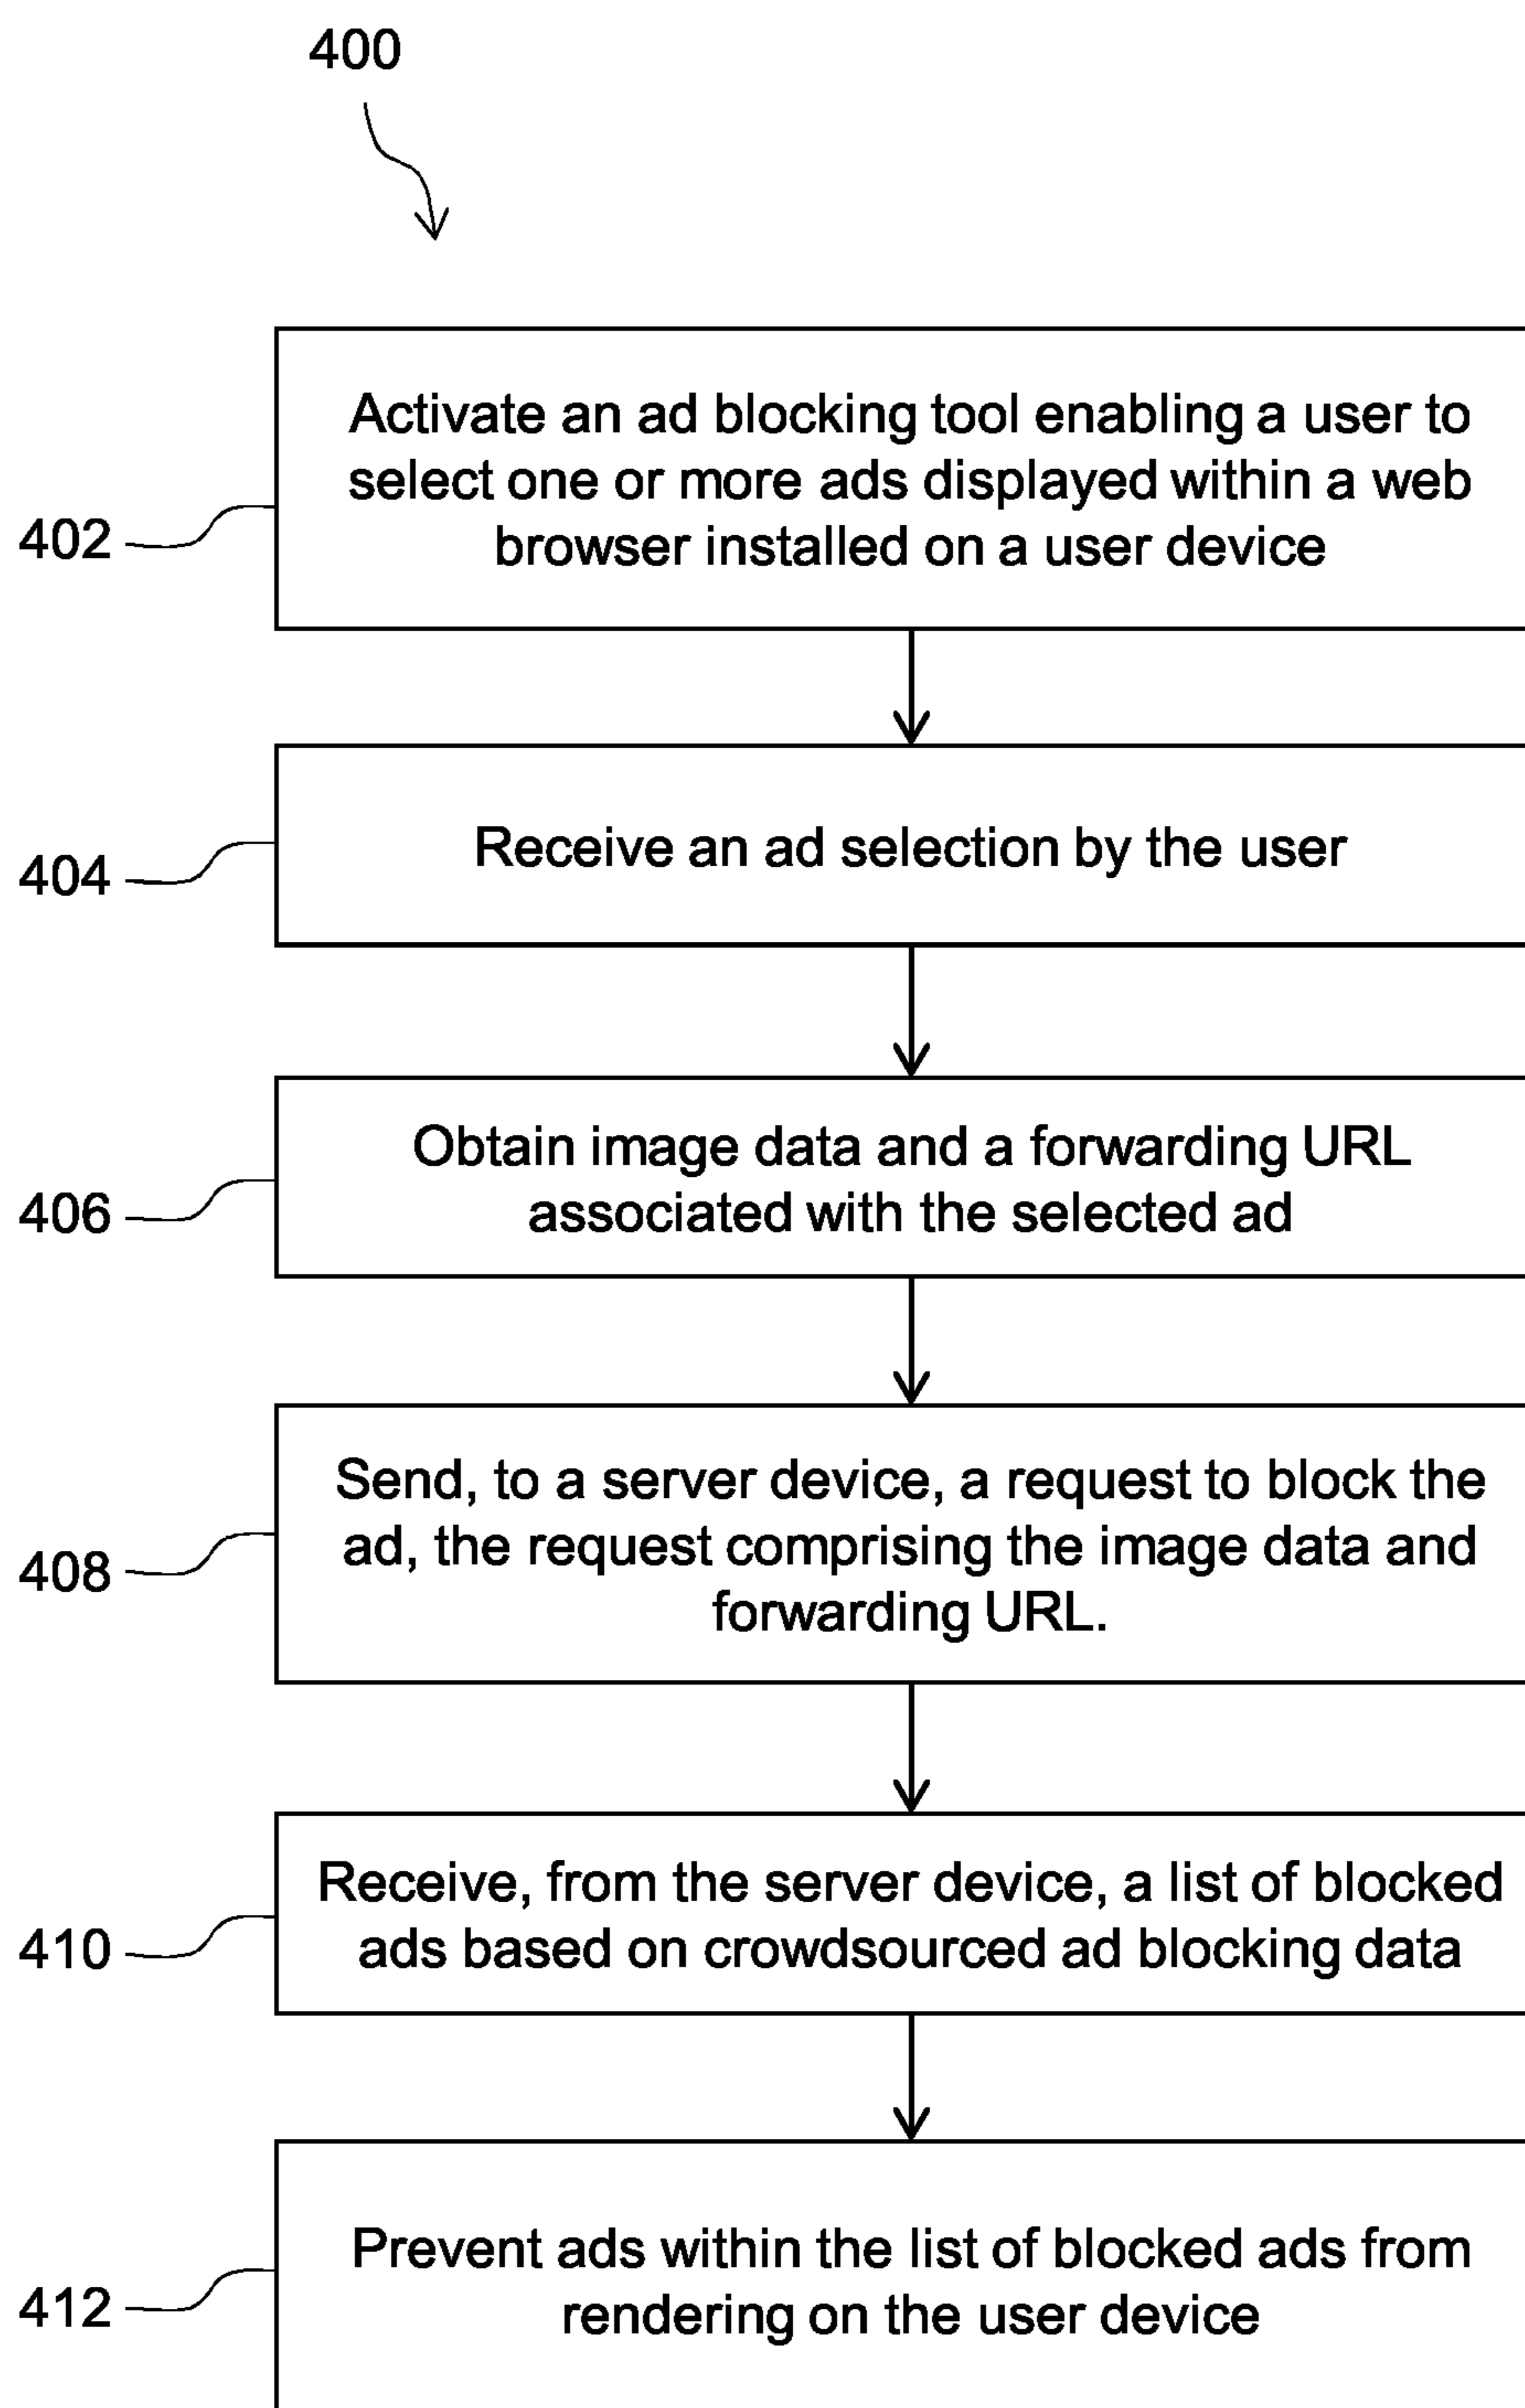 400
402
Activate an ad blocking tool enabling a user to
select one or more ads displayed within a web
browser installed on a user device
404
Receive an ad selection by the user
406
Obtain image data and a forwarding URL
associated with the selected ad
408
Send, to a server device, a request to block the
ad, the request comprising the image data and
forwarding URL.
410
Receive, from the server device, a list of blocked
ads based on crowdsourced ad blocking data
412
Prevent ads within the list of blocked ads from
rendering on the user device